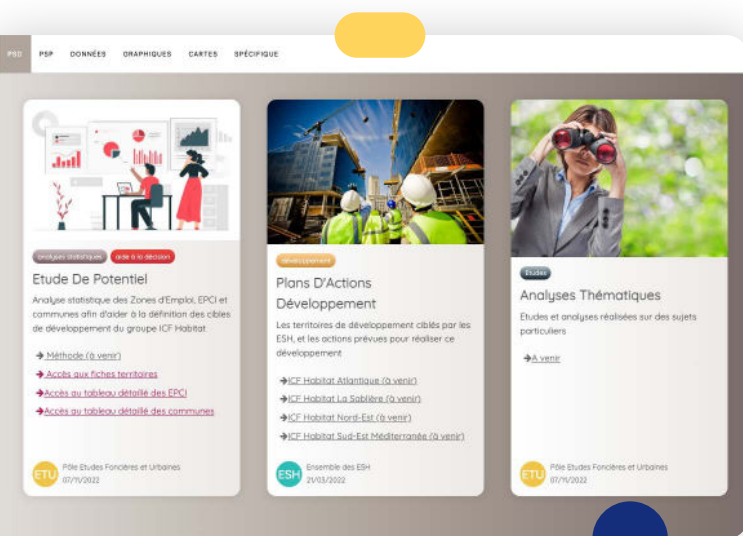 PSD PSP DONNÉES GRAPHIQUES CARTES SPÉCIFIQUE
analyses statistiques aide à la décision
Etude De Potentiel
Analyse statistique des Zones d'Emploi, EPCI et
communes afin d'aider à la définition des cibles
de développement du groupe ICF Habitat
→ Méthode (à venir)
→ Accès aux fiches territoires
→Accès au tableau détaillé des EPCI
→Accès au tableau détaillé des communes
ETU
Pôle Etudes Foncières et Urbaines
07/11/2022
développement
Plans D'Actions
Développement
Les territoires de développement ciblés par les
ESH, et les actions prévues pour réaliser ce
développement
→ICF Habitat Atlantique (à venir)
→ICF Habitat La Sablière (à venir)
→ICF Habitat Nord-Est (à venir)
→ICF Habitat Sud-Est Méditerranée (à venir)
ESH
Ensemble des ESH
21/03/2022
Etudes
Analyses Thématiques
Etudes et analyses réalisées sur des sujets
particuliers
→A venir
ETU
Pôle Etudes Foncières et Urbaines
07/11/2022